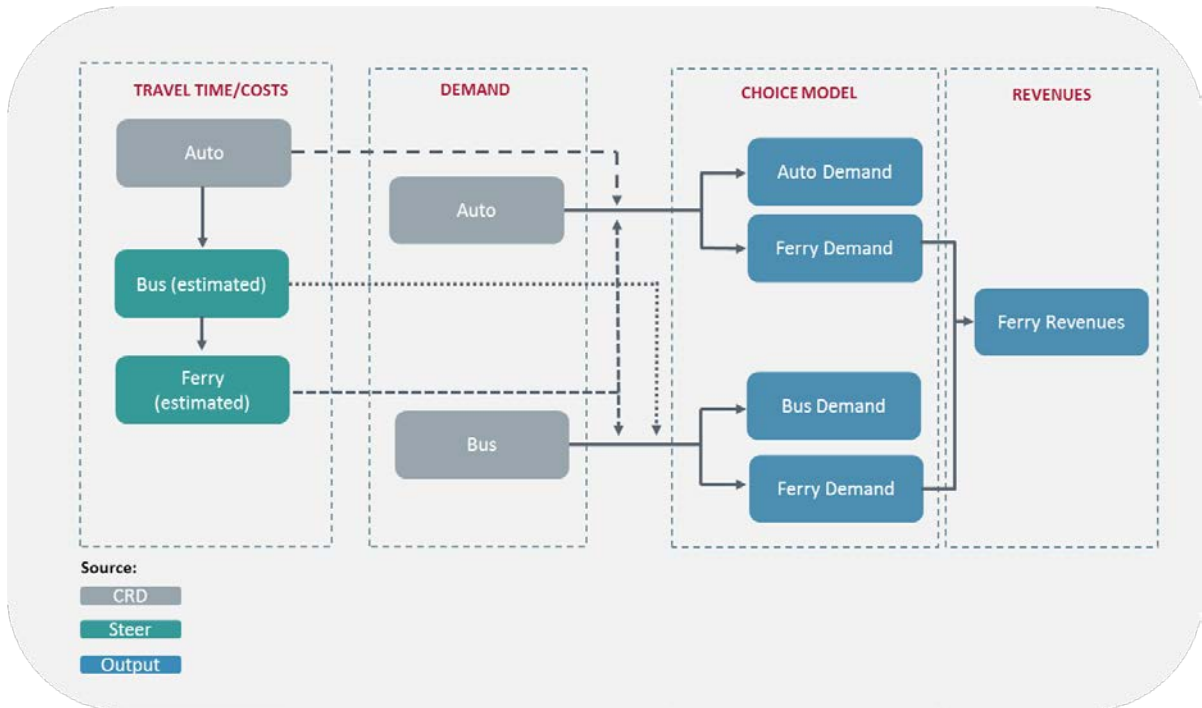 TRAVEL TIME/COSTS
Auto
Bus (estimated)
Ferry
(estimated)
DEMAND
Auto
Bus
CHOICE MODEL
Auto Demand
Ferry Demand
Bus Demand
Ferry Demand
REVENUES
Ferry Revenues
Source:
CRD
Steer
Output